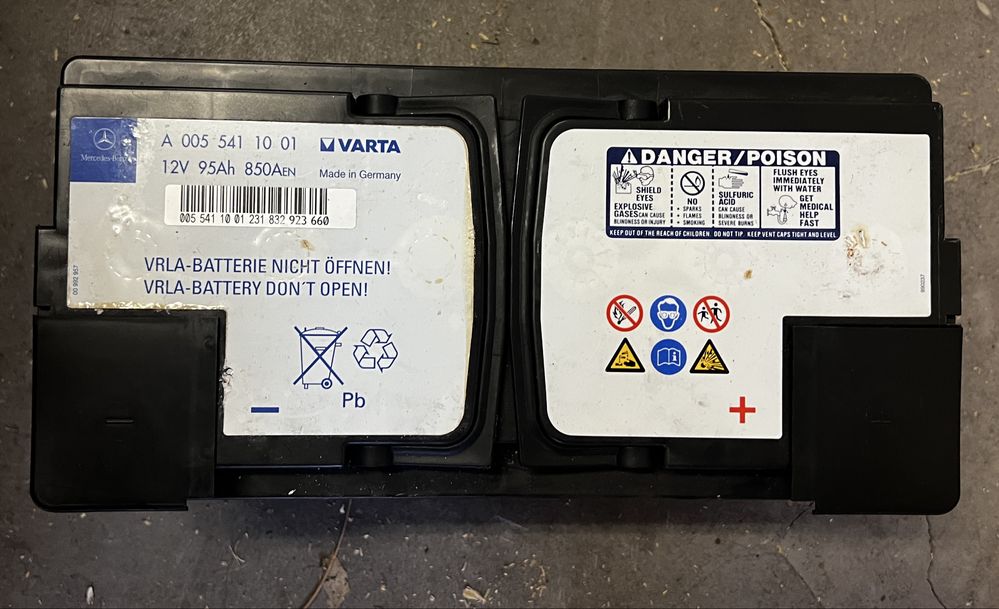 Mercedes-Benz
A 005 541 10 01
VARTA
12V 95Ah 850AEN
Made in Germany
005 541 10 01 231 832 923 660
VRLA-BATTERIE NICHT ÖFFNEN!
VRLA-BATTERY DON´T OPEN!
00 992 957
Pb
DANGER/POISON
SHIELD
EYES
EXPLOSIVE
GASES CAN CAUSE
BLINDNESS OR INJURY
NO
• SPARKS
• FLAMES
• SMOKING
SULFURIC
ACID
CAN CAUSE
BLINDNESS OR
SEVERE BURNS
FLUSH EYES
IMMEDIATELY
WITH WATER
GET
MEDICAL
HELP
FAST
KEEP OUT OF THE REACH OF CHILDREN. DO NOT TIP. KEEP VENT CAPS TIGHT AND LEVEL